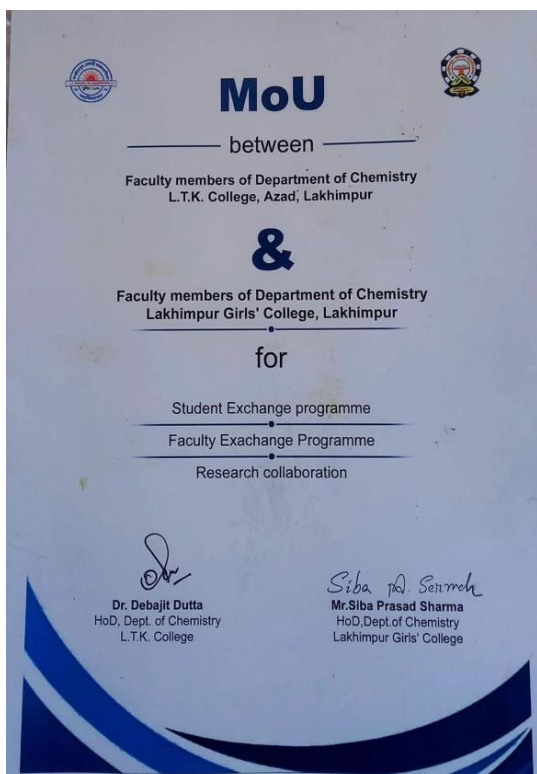 MoU
between
Faculty members of Department of Chemistry
L.T.K. College, Azad, Lakhimpur
&
Faculty members of Department of Chemistry
Lakhimpur Girls' College, Lakhimpur
for
Student Exchange programme
Faculty Exachange Programme
Research collaboration
Siba
Dr. Debajit Dutta
HoD, Dept. of Chemistry
L.T.K. College
Mr.Siba Prasad Sharma
HoD,Dept.of Chemistry
Lakhimpur Girls' College